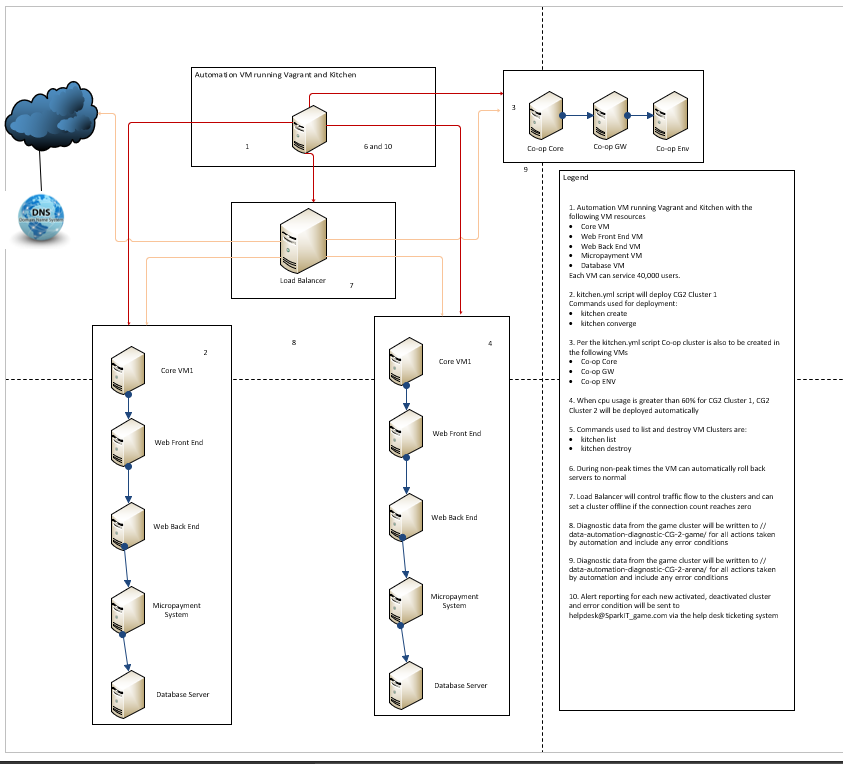 Automation VM running Vagrant and Kitchen
1
6 and 10
3
Co-op Core
Co-op GW
Co-op Env
9
DNS
Domain Name System
Load Balancer
7
8
2
Core VM1
Web Front End
Web Back End
Micropayment
System
Database Server
4
Core VM1
Web Front End
Web Back End
Micropayment
System
Database Server
Legend
1. Automation VM running Vagrant and Kitchen with the
following VM resources
• Core VM
• Web Front End VM
• Web Back End VM
• Micropayment VM
• Database VM
Each VM can service 40,000 users.
2. kitchen.yml script will deploy CG2 Cluster 1
Commands used for deployment:
• kitchen create
• kitchen converge
3. Per the kitchen.yml script Co-op cluster is also to be created in
the following VMs
• Co-op Core
• Co-op GW
• Co-op ENV
4. When cpu usage is greater than 60% for CG2 Cluster 1, CG2
Cluster 2 will be deployed automatically
5. Commands used to list and destroy VM Clusters are:
• kitchen list
• kitchen destroy
6. During non-peak times the VM can automatically roll back
servers to normal
7. Load Balancer will control traffic flow to the clusters and can
set a cluster offline if the connection count reaches zero
8. Diagnostic data from the game cluster will be written to //
data-automation-diagnostic-CG-2-game/ for all actions taken
by automation and include any error conditions
9. Diagnostic data from the game cluster will be written to //
data-automation-diagnostic-CG-2-arena/ for all actions taken
by automation and include any error conditions
10. Alert reporting for each new activated, deactivated cluster
and error condition will be sent to
helpdesk@SparkIT_game.com via the help desk ticketing system